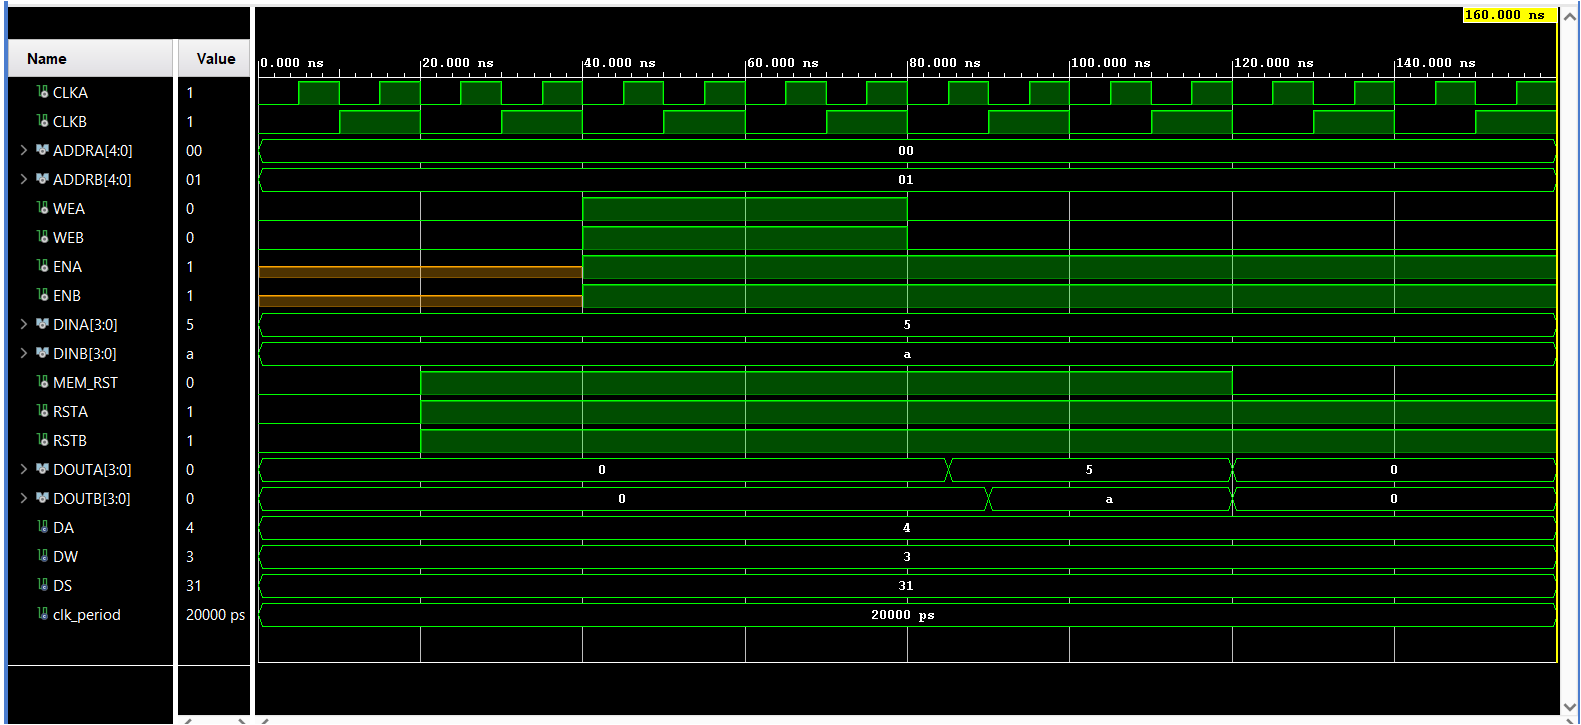 160.000 ns
Name Value
0.000 ns 20.000 ns 40.000 ns 60.000 ns 80.000 ns 100.000 ns 120.000 ns 140.000 ns
CLKA 1
CLKB 1
ADDRA[4:0] 00 00
ADDRB[4:0] 01 01
WEA 0
WEB 0
ENA 1
ENB 1
DINA[3:0] 5 5
DINB[3:0] a a
MEM_RST 0
RSTA 1
RSTB 1
DOUTA[3:0] 0 0 5 0
DOUTB[3:0] 0 0 a 0
DA 4 4
DW 3 3
DS 31 31
clk_period 20000 ps 20000 ps